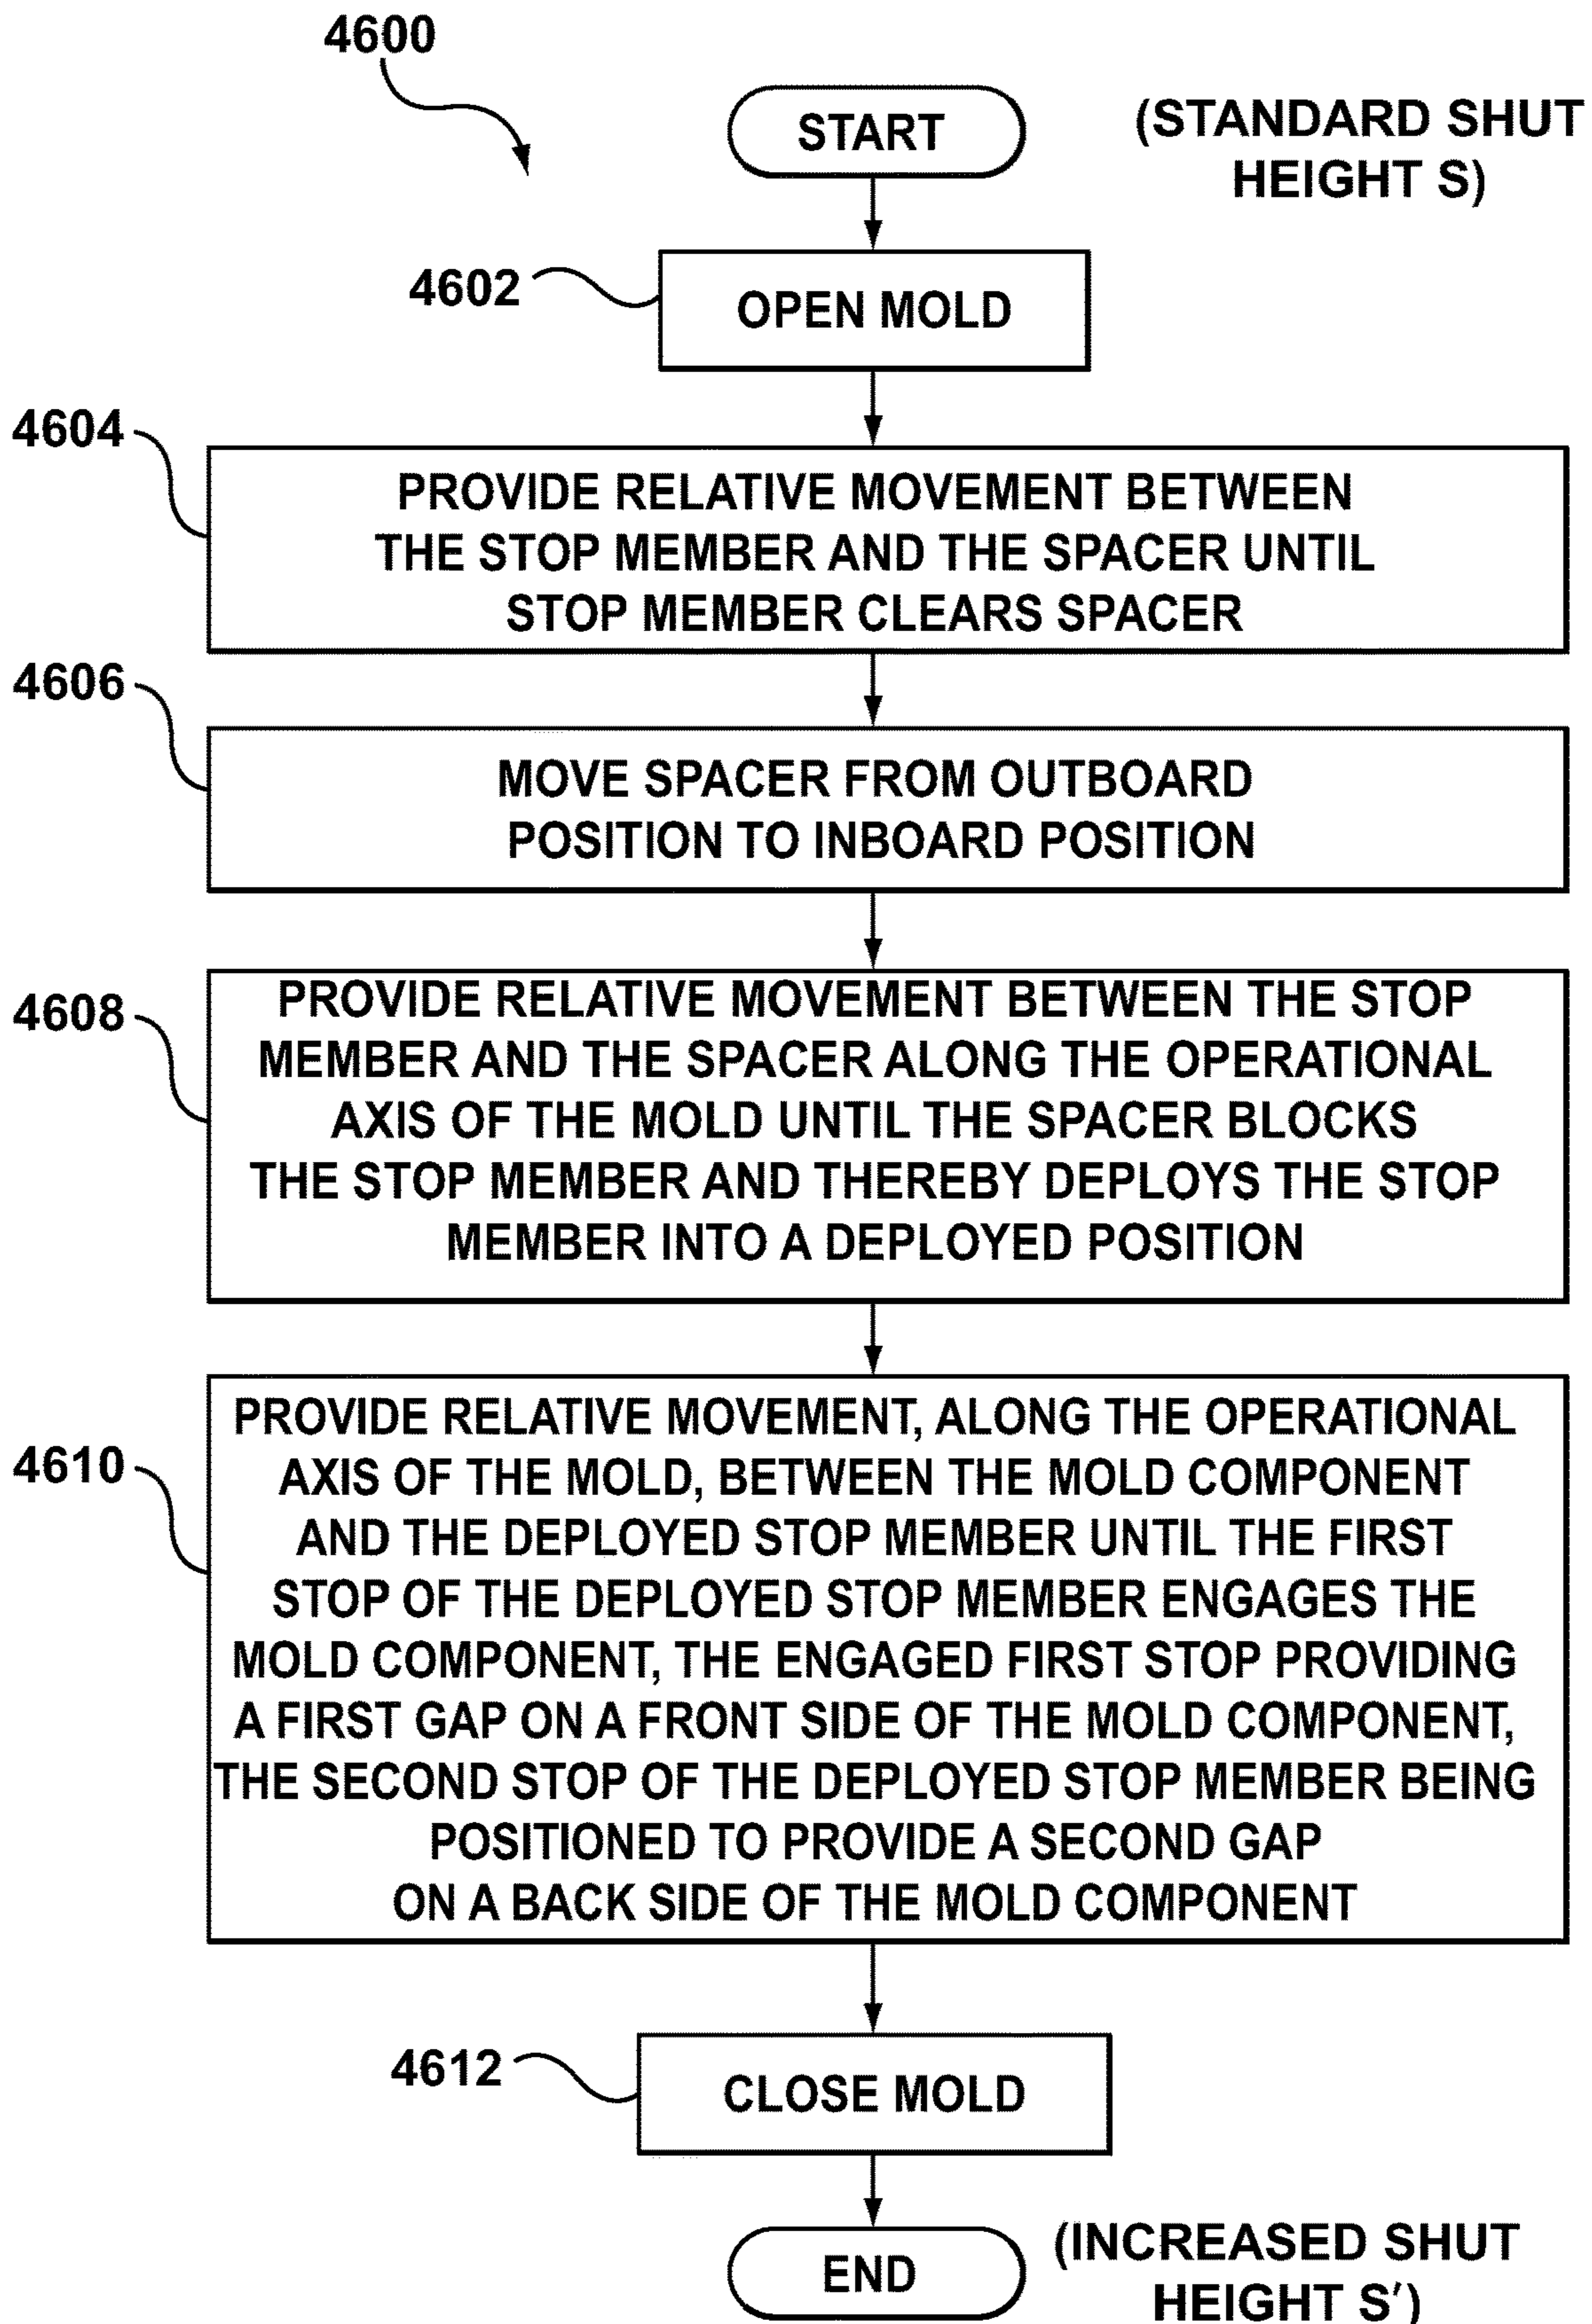 4600
START
(STANDARD SHUT
HEIGHT S)
4602
OPEN MOLD
4604
PROVIDE RELATIVE MOVEMENT BETWEEN
THE STOP MEMBER AND THE SPACER UNTIL
STOP MEMBER CLEARS SPACER
4606
MOVE SPACER FROM OUTBOARD
POSITION TO INBOARD POSITION
4608
PROVIDE RELATIVE MOVEMENT BETWEEN THE STOP
MEMBER AND THE SPACER ALONG THE OPERATIONAL
AXIS OF THE MOLD UNTIL THE SPACER BLOCKS
THE STOP MEMBER AND THEREBY DEPLOYS THE STOP
MEMBER INTO A DEPLOYED POSITION
4610
PROVIDE RELATIVE MOVEMENT, ALONG THE OPERATIONAL
AXIS OF THE MOLD, BETWEEN THE MOLD COMPONENT
AND THE DEPLOYED STOP MEMBER UNTIL THE FIRST
STOP OF THE DEPLOYED STOP MEMBER ENGAGES THE
MOLD COMPONENT, THE ENGAGED FIRST STOP PROVIDING
A FIRST GAP ON A FRONT SIDE OF THE MOLD COMPONENT,
THE SECOND STOP OF THE DEPLOYED STOP MEMBER BEING
POSITIONED TO PROVIDE A SECOND GAP
ON A BACK SIDE OF THE MOLD COMPONENT
4612
CLOSE MOLD
END
(INCREASED SHUT
HEIGHT S′)